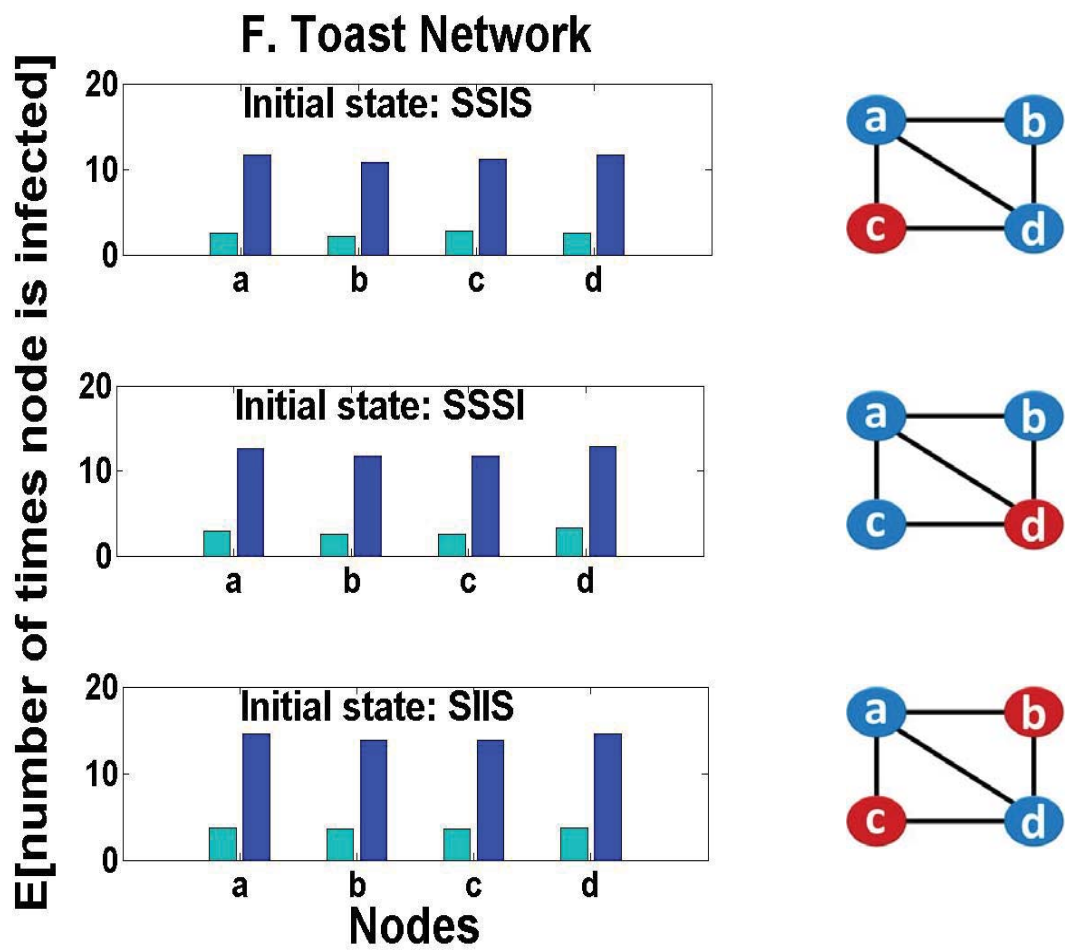 F. Toast Network
E[number of times node is infected]
Initial state: SSIS
20
10
0
a b c d
a b
c d
Initial state: SSSI
20
10
0
a b c d
a b
c d
Initial state: SIIS
20
10
0
a b c d
a b
c d
Nodes